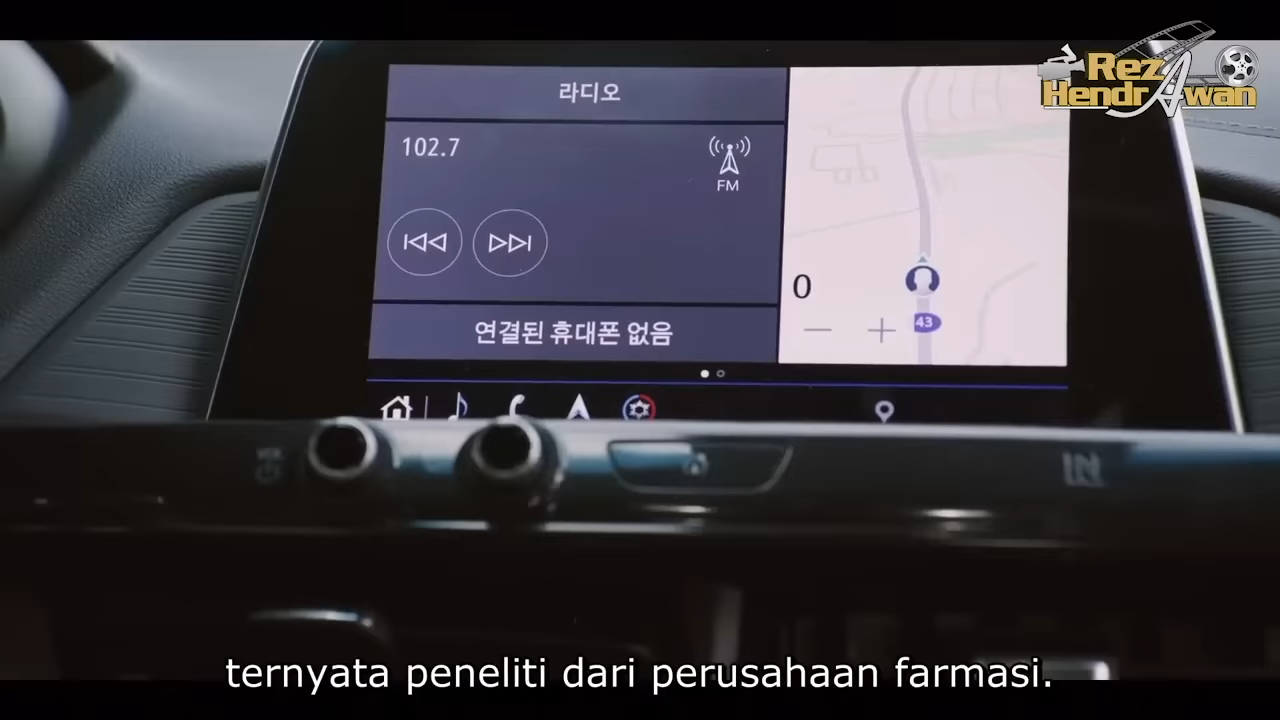 Reza
Hendrawan
라디오
102.7
FM
0
43
연결된 휴대폰 없음
ternyata peneliti dari perusahaan farmasi.